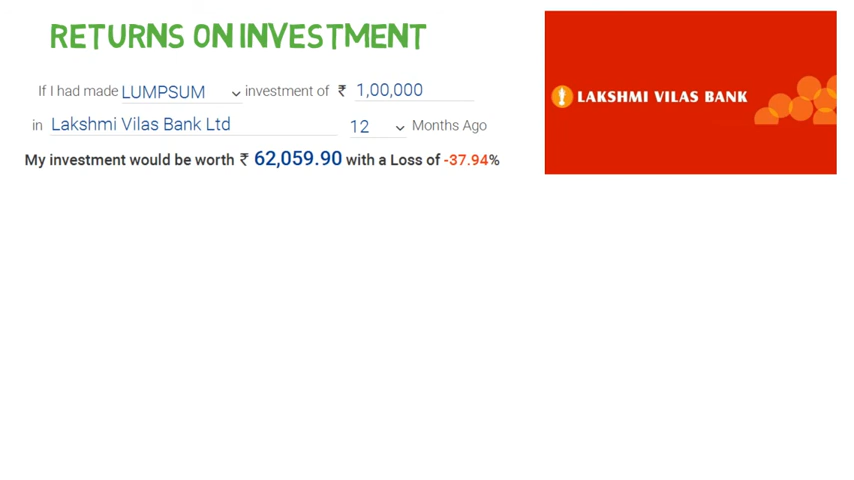 RETURNS ON INVESTMENT
If I had made LUMPSUM investment of ₹ 1,00,000
in Lakshmi Vilas Bank Ltd 12 Months Ago
My investment would be worth ₹ 62,059.90 with a Loss of -37.94%
LAKSHMI VILAS BANK